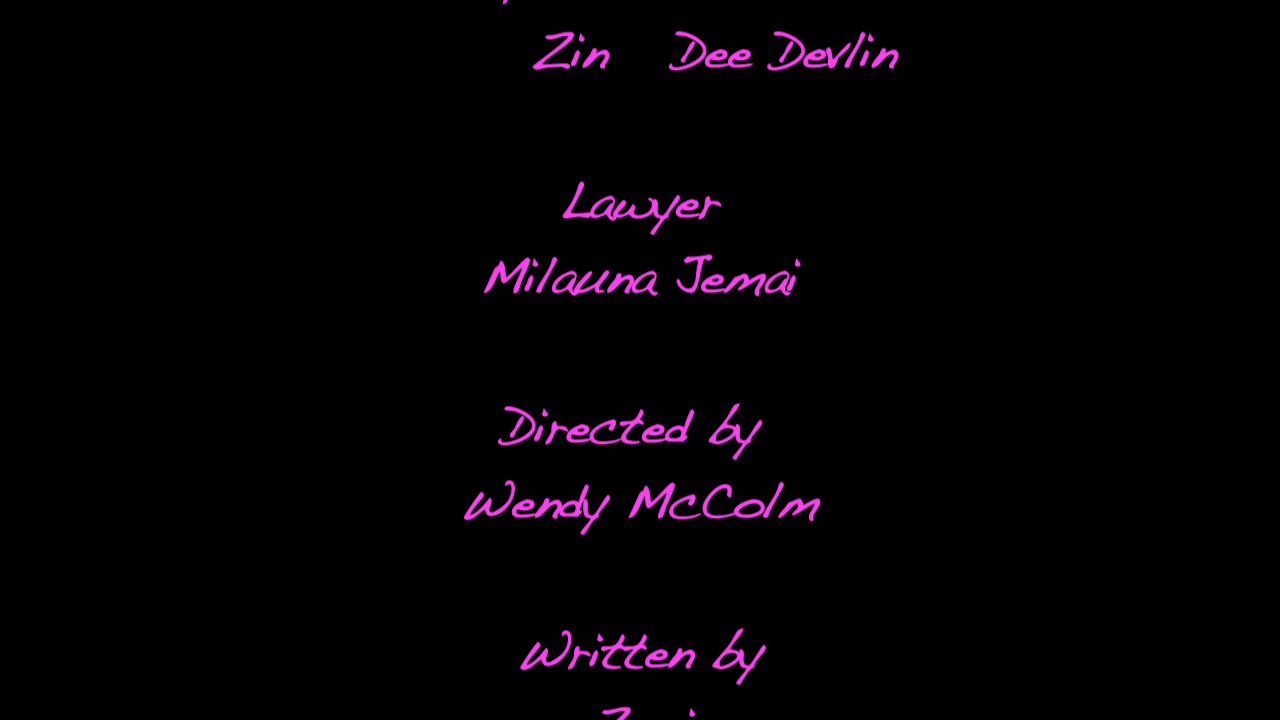 Zin Dee Devlin
Lawyer
Milauna Jemai
Directed by
Wendy McColm
Written by